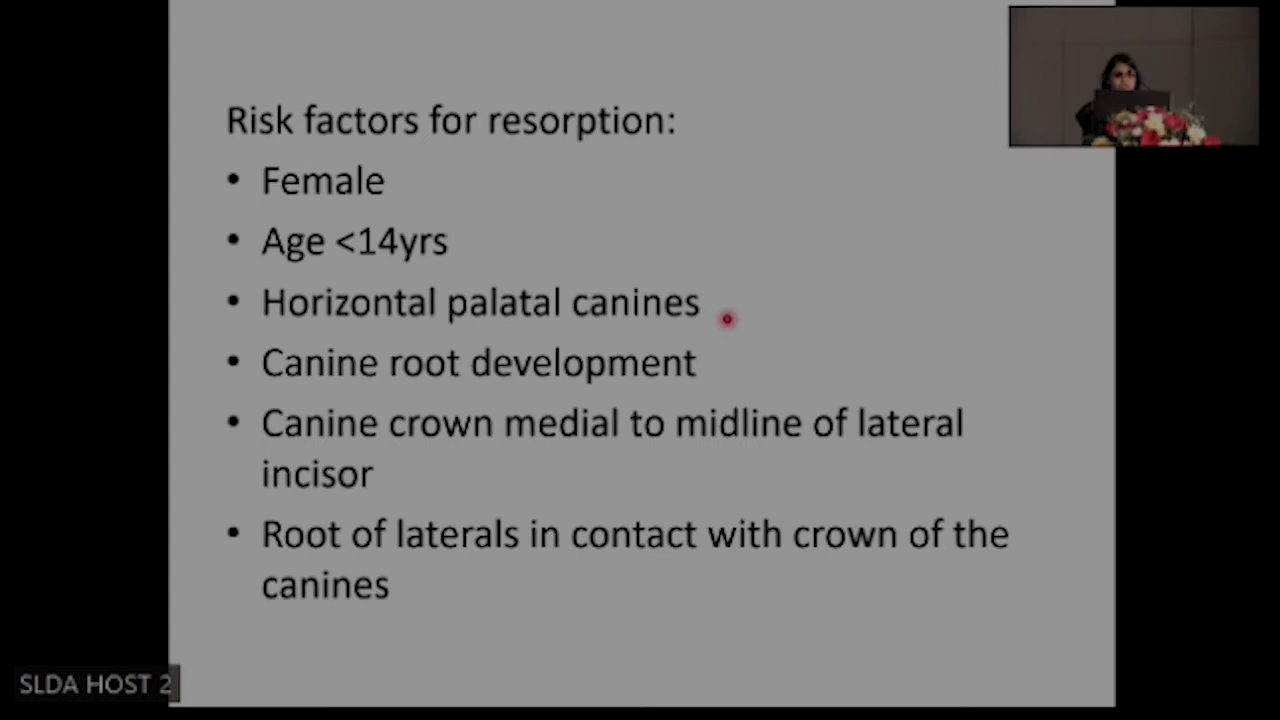 Risk factors for resorption:
• Female
• Age <14yrs
• Horizontal palatal canines
• Canine root development
• Canine crown medial to midline of lateral
incisor
• Root of laterals in contact with crown of the
canines
SLDA HOST 2